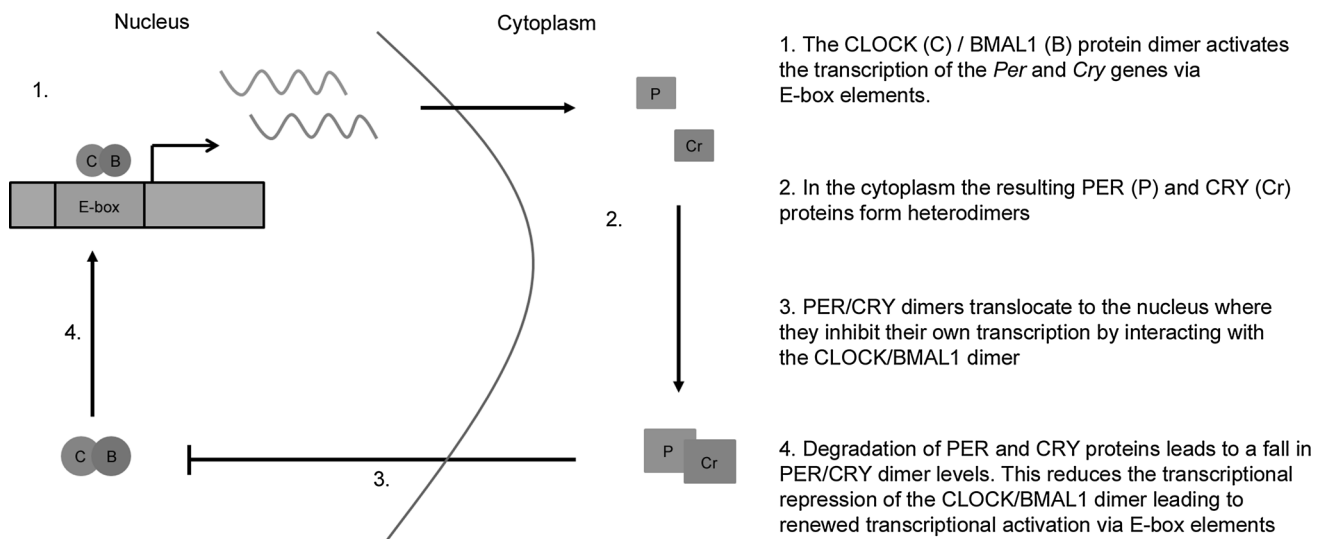 Nucleus
Cytoplasm
1.
C B
E-box
P
Cr
2.
4.
C B
3.
P
Cr
1. The CLOCK (C) / BMAL1 (B) protein dimer activates
the transcription of the Per and Cry genes via
E-box elements.
2. In the cytoplasm the resulting PER (P) and CRY (Cr)
proteins form heterodimers
3. PER/CRY dimers translocate to the nucleus where
they inhibit their own transcription by interacting with
the CLOCK/BMAL1 dimer
4. Degradation of PER and CRY proteins leads to a fall in
PER/CRY dimer levels. This reduces the transcriptional
repression of the CLOCK/BMAL1 dimer leading to
renewed transcriptional activation via E-box elements